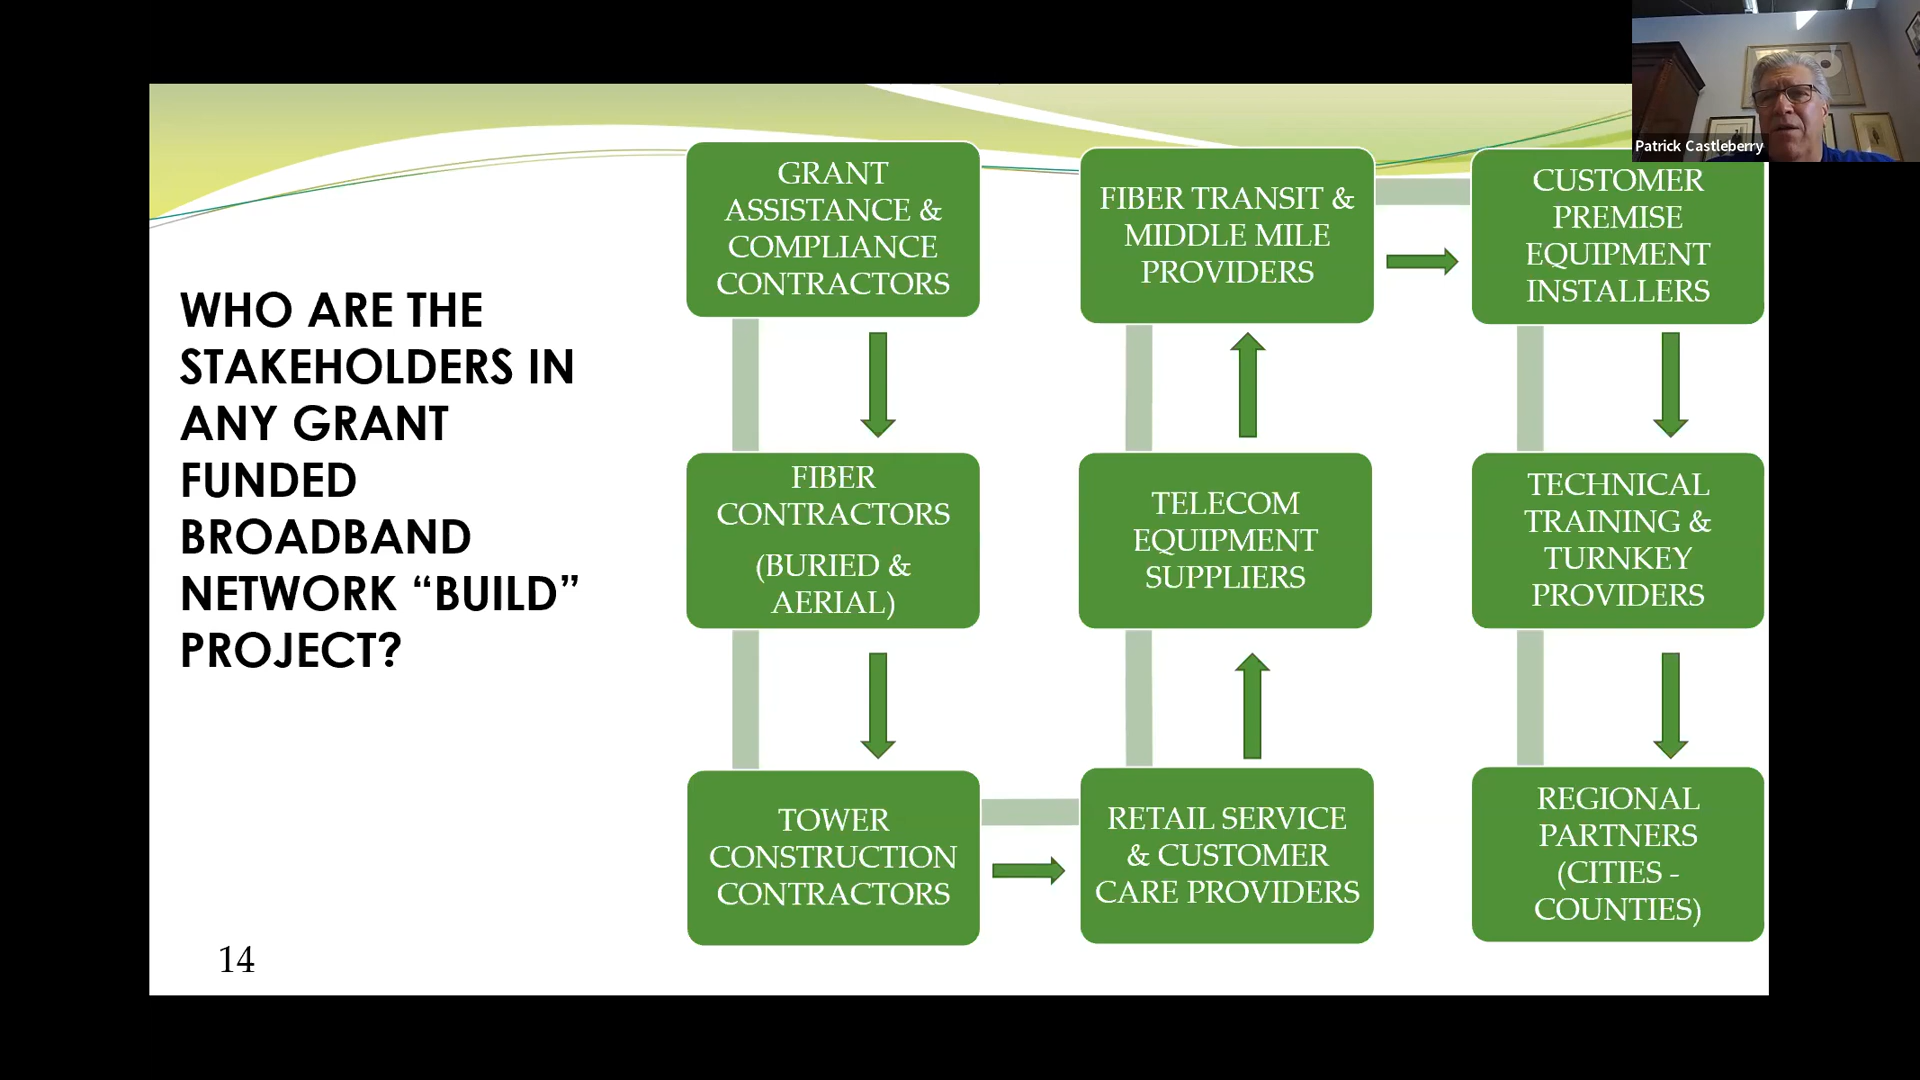 Patrick Castleberry
WHO ARE THE
STAKEHOLDERS IN
ANY GRANT
FUNDED
BROADBAND
NETWORK “BUILD”
PROJECT?
GRANT
ASSISTANCE &
COMPLIANCE
CONTRACTORS
FIBER
CONTRACTORS
(BURIED &
AERIAL)
TOWER
CONSTRUCTION
CONTRACTORS
RETAIL SERVICE
& CUSTOMER
CARE PROVIDERS
TELECOM
EQUIPMENT
SUPPLIERS
FIBER TRANSIT &
MIDDLE MILE
PROVIDERS
CUSTOMER
PREMISE
EQUIPMENT
INSTALLERS
TECHNICAL
TRAINING &
TURNKEY
PROVIDERS
REGIONAL
PARTNERS
(CITIES -
COUNTIES)
14